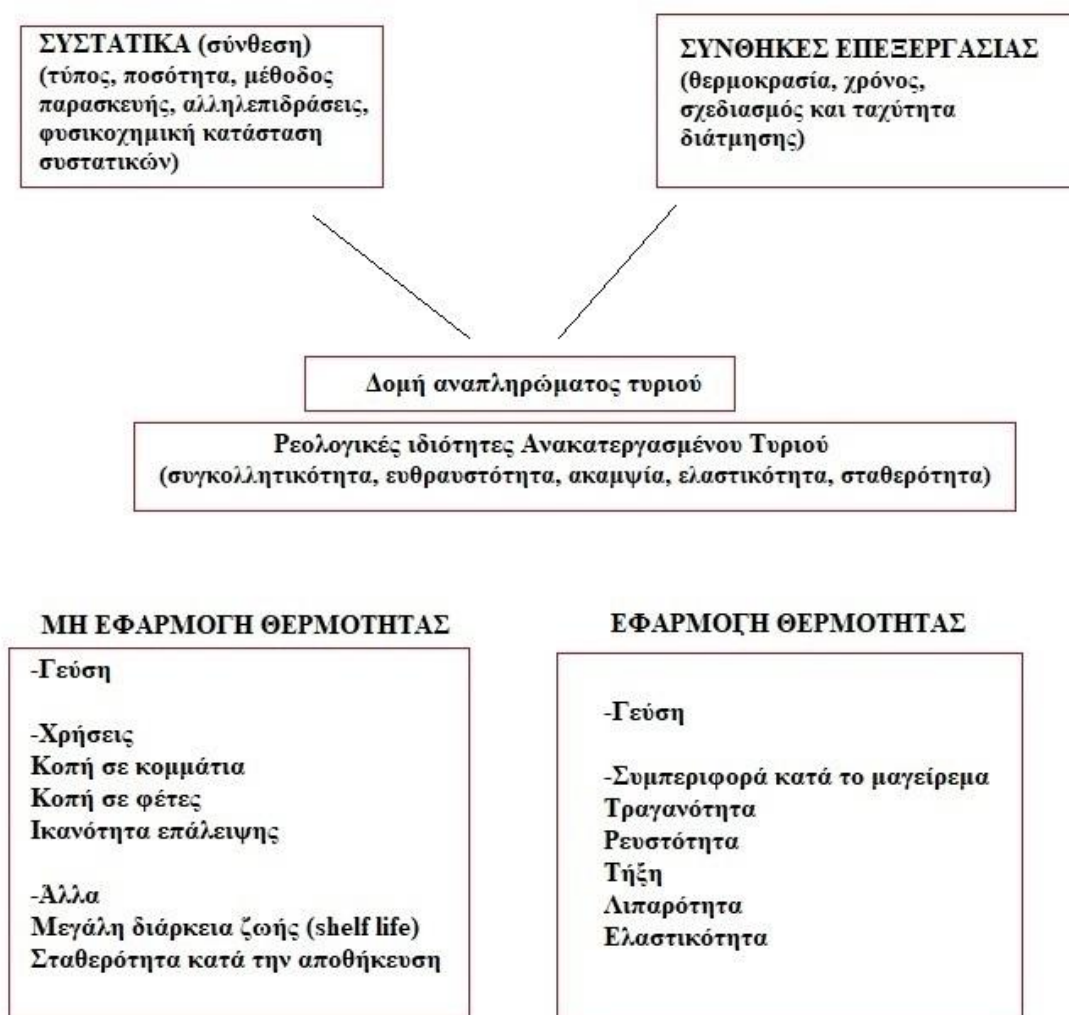 ΣΥΣΤΑΤΙΚΑ (σύνθεση)
(τύπος, ποσότητα, μέθοδος
παρασκευής, αλληλεπιδράσεις,
φυσικοχημική κατάσταση
συστατικών)
ΣΥΝΘΗΚΕΣ ΕΠΕΞΕΡΓΑΣΙΑΣ
(θερμοκρασία, χρόνος,
σχεδιασμός και ταχύτητα
διάτμησης)
Δομή αναπληρώματος τυριού
Ρεολογικές ιδιότητες Ανακατεργασμένου Τυριού
(συγκολλητικότητα, ευθραυστότητα, ακαμψία, ελαστικότητα, σταθερότητα)
ΜΗ ΕΦΑΡΜΟΓΗ ΘΕΡΜΟΤΗΤΑΣ
-Γεύση
-Χρήσεις
Κοπή σε κομμάτια
Κοπή σε φέτες
Ικανότητα επάλειψης
-Άλλα
Μεγάλη διάρκεια ζωής (shelf life)
Σταθερότητα κατά την αποθήκευση
ΕΦΑΡΜΟΓΗ ΘΕΡΜΟΤΗΤΑΣ
-Γεύση
-Συμπεριφορά κατά το μαγείρεμα
Τραγανότητα
Ρευστότητα
Τήξη
Λιπαρότητα
Ελαστικότητα